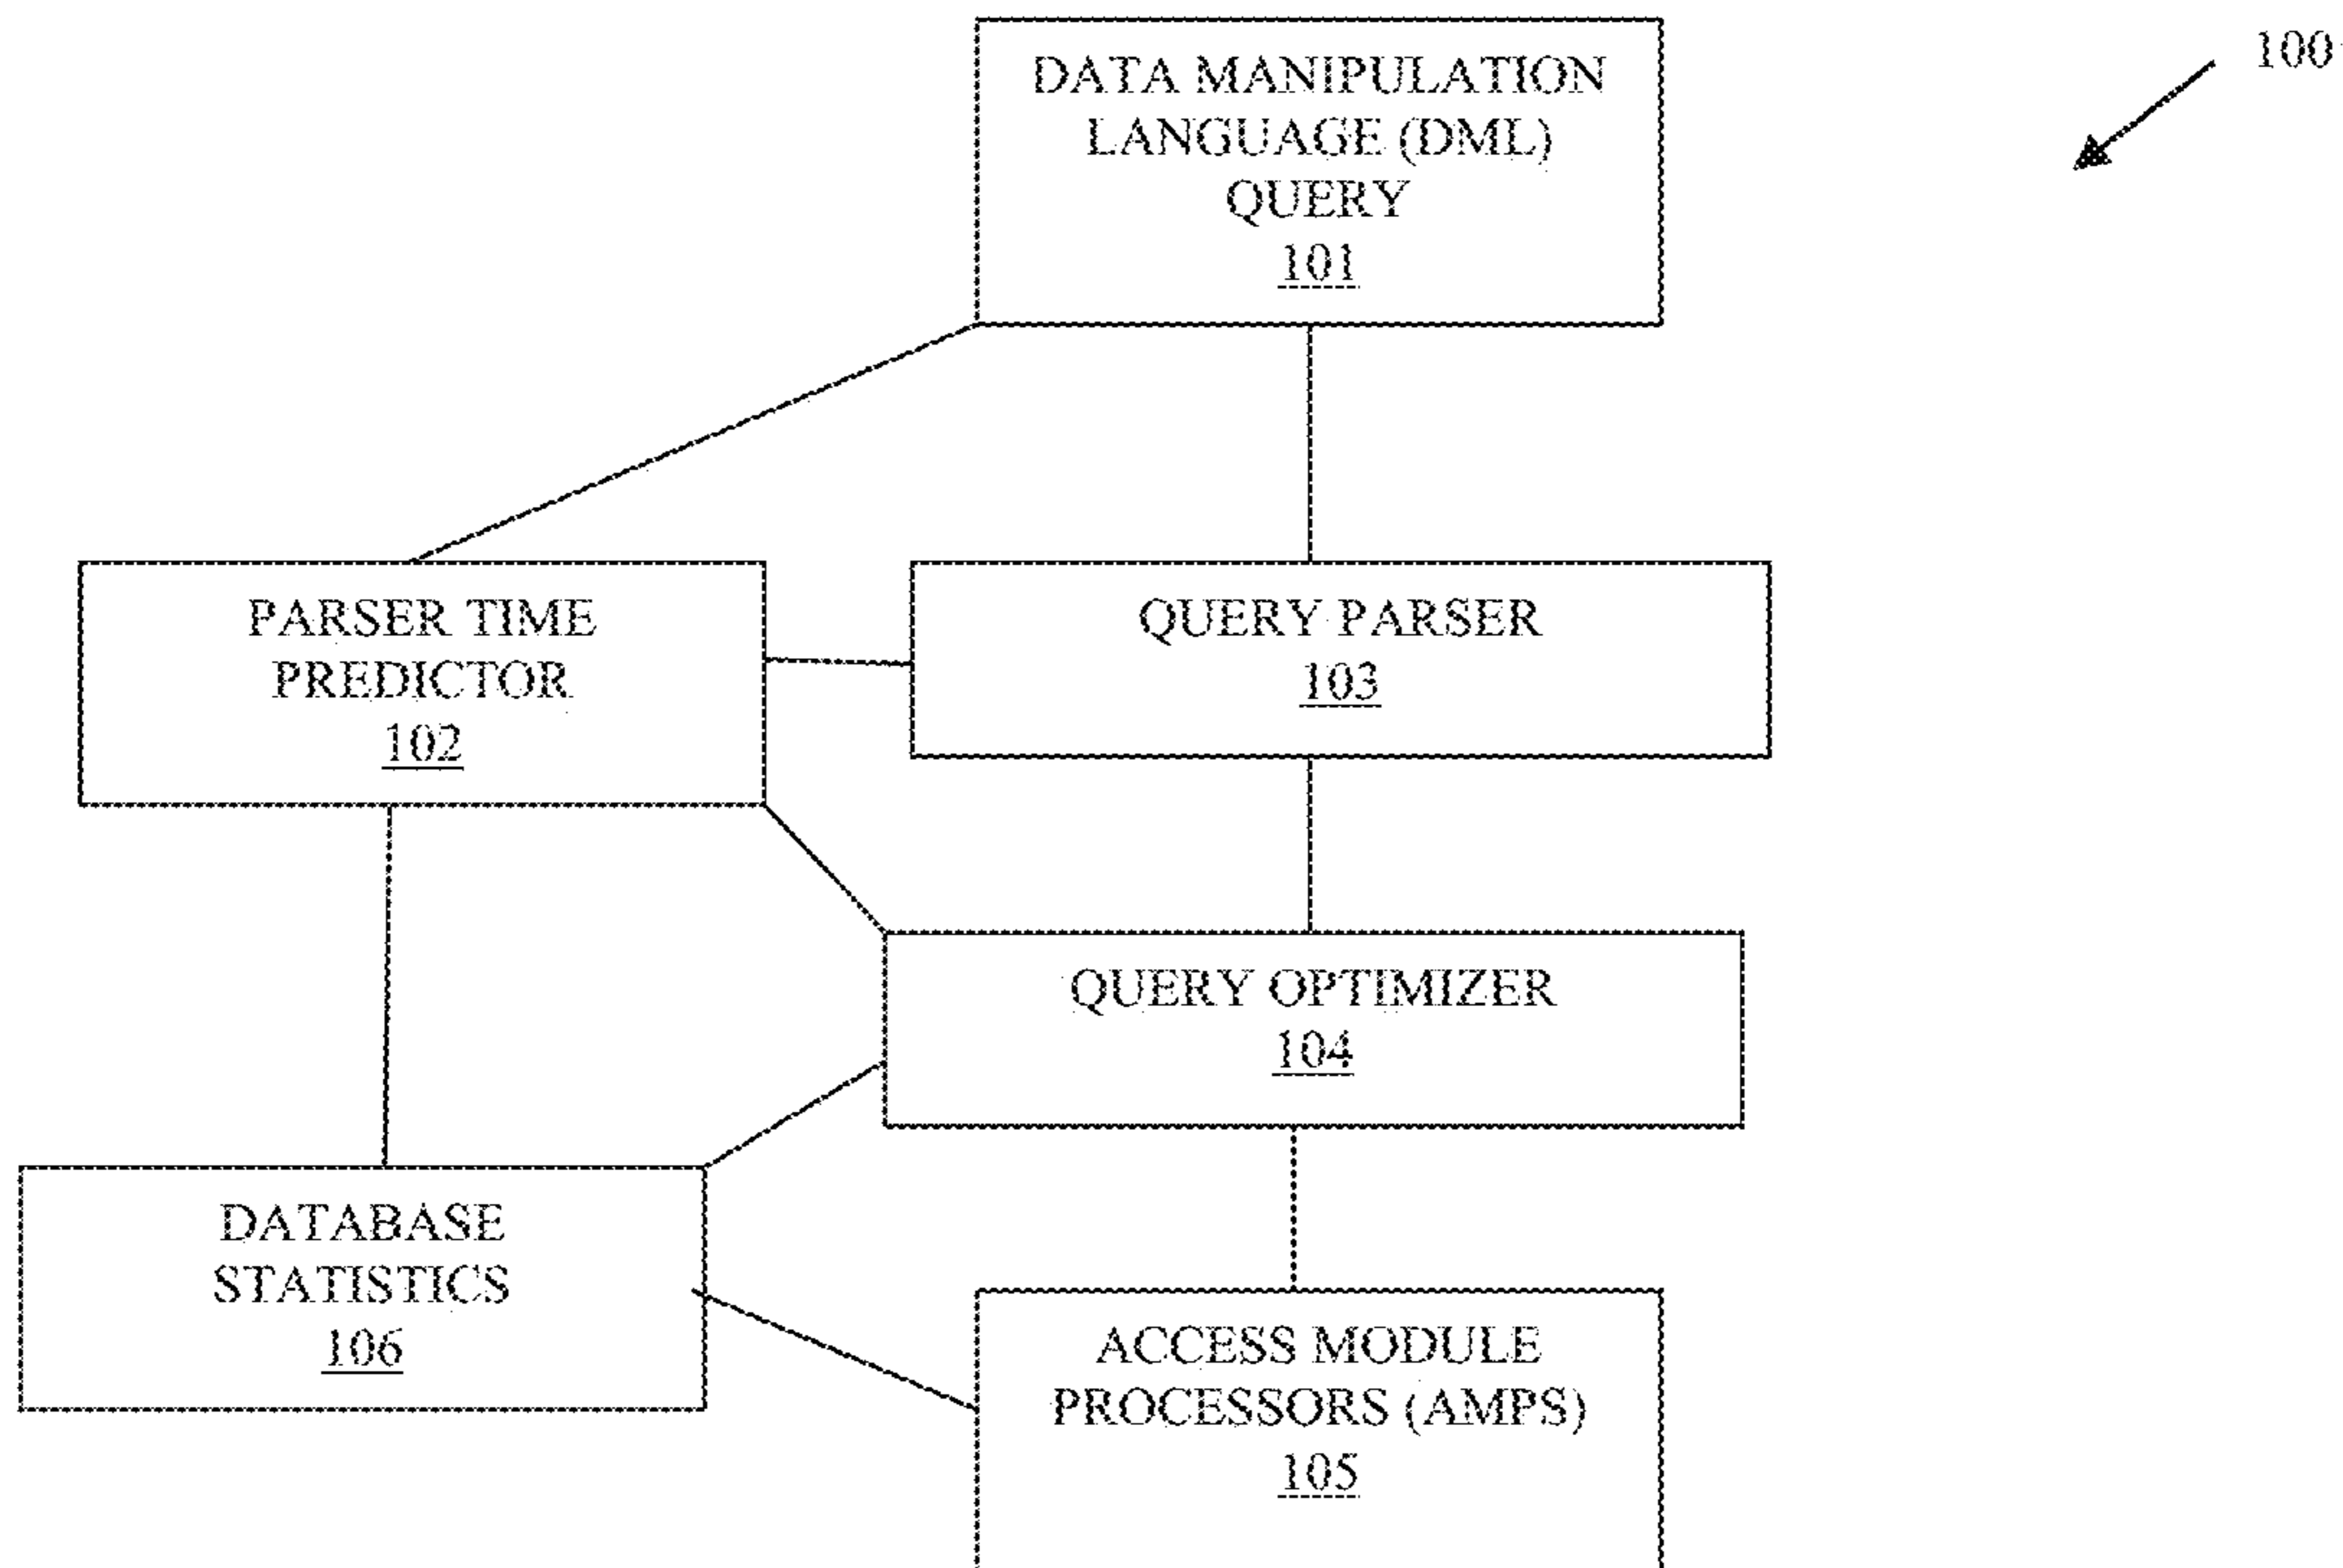 100
DATA MANIPULATION
LANGUAGE (DML)
QUERY
101
PARSER TIME
PREDICTOR
102
QUERY PARSER
103
QUERY OPTIMIZER
104
DATABASE
STATISTICS
106
ACCESS MODULE
PROCESSORS (AMPS)
105